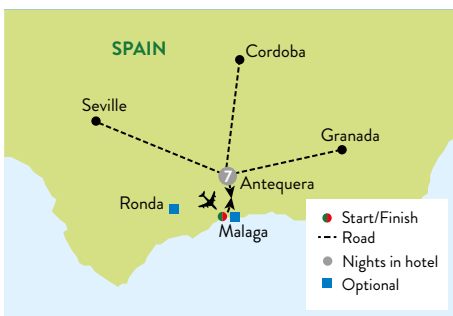 SPAIN
Cordoba
Seville
Granada
7
Antequera
Ronda
Malaga
Start/Finish
Road
Nights in hotel
Optional